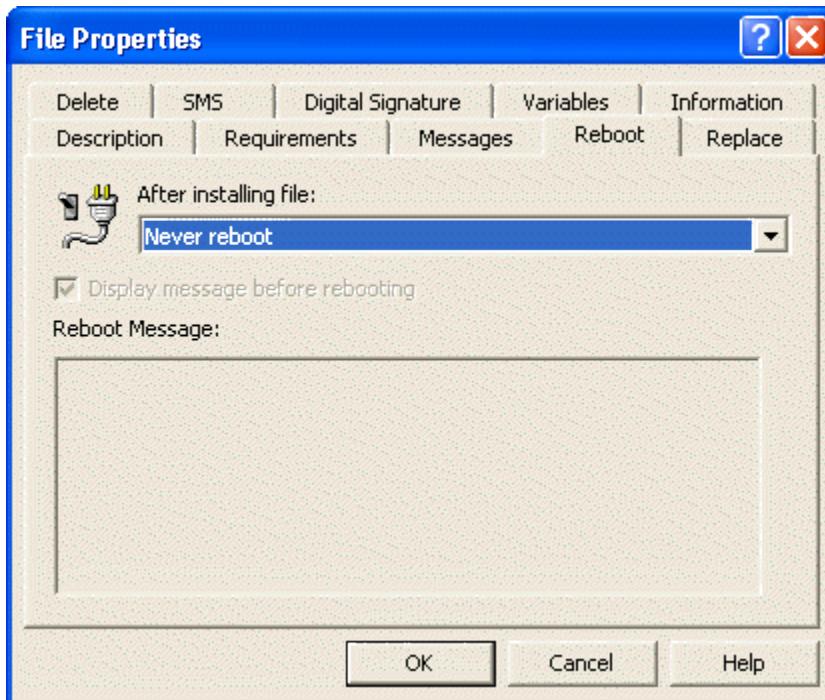 File Properties
Delete SMS Digital Signature Variables Information
Description Requirements Messages Reboot Replace
After installing file:
Never reboot
Display message before rebooting
Reboot Message:
OK Cancel Help